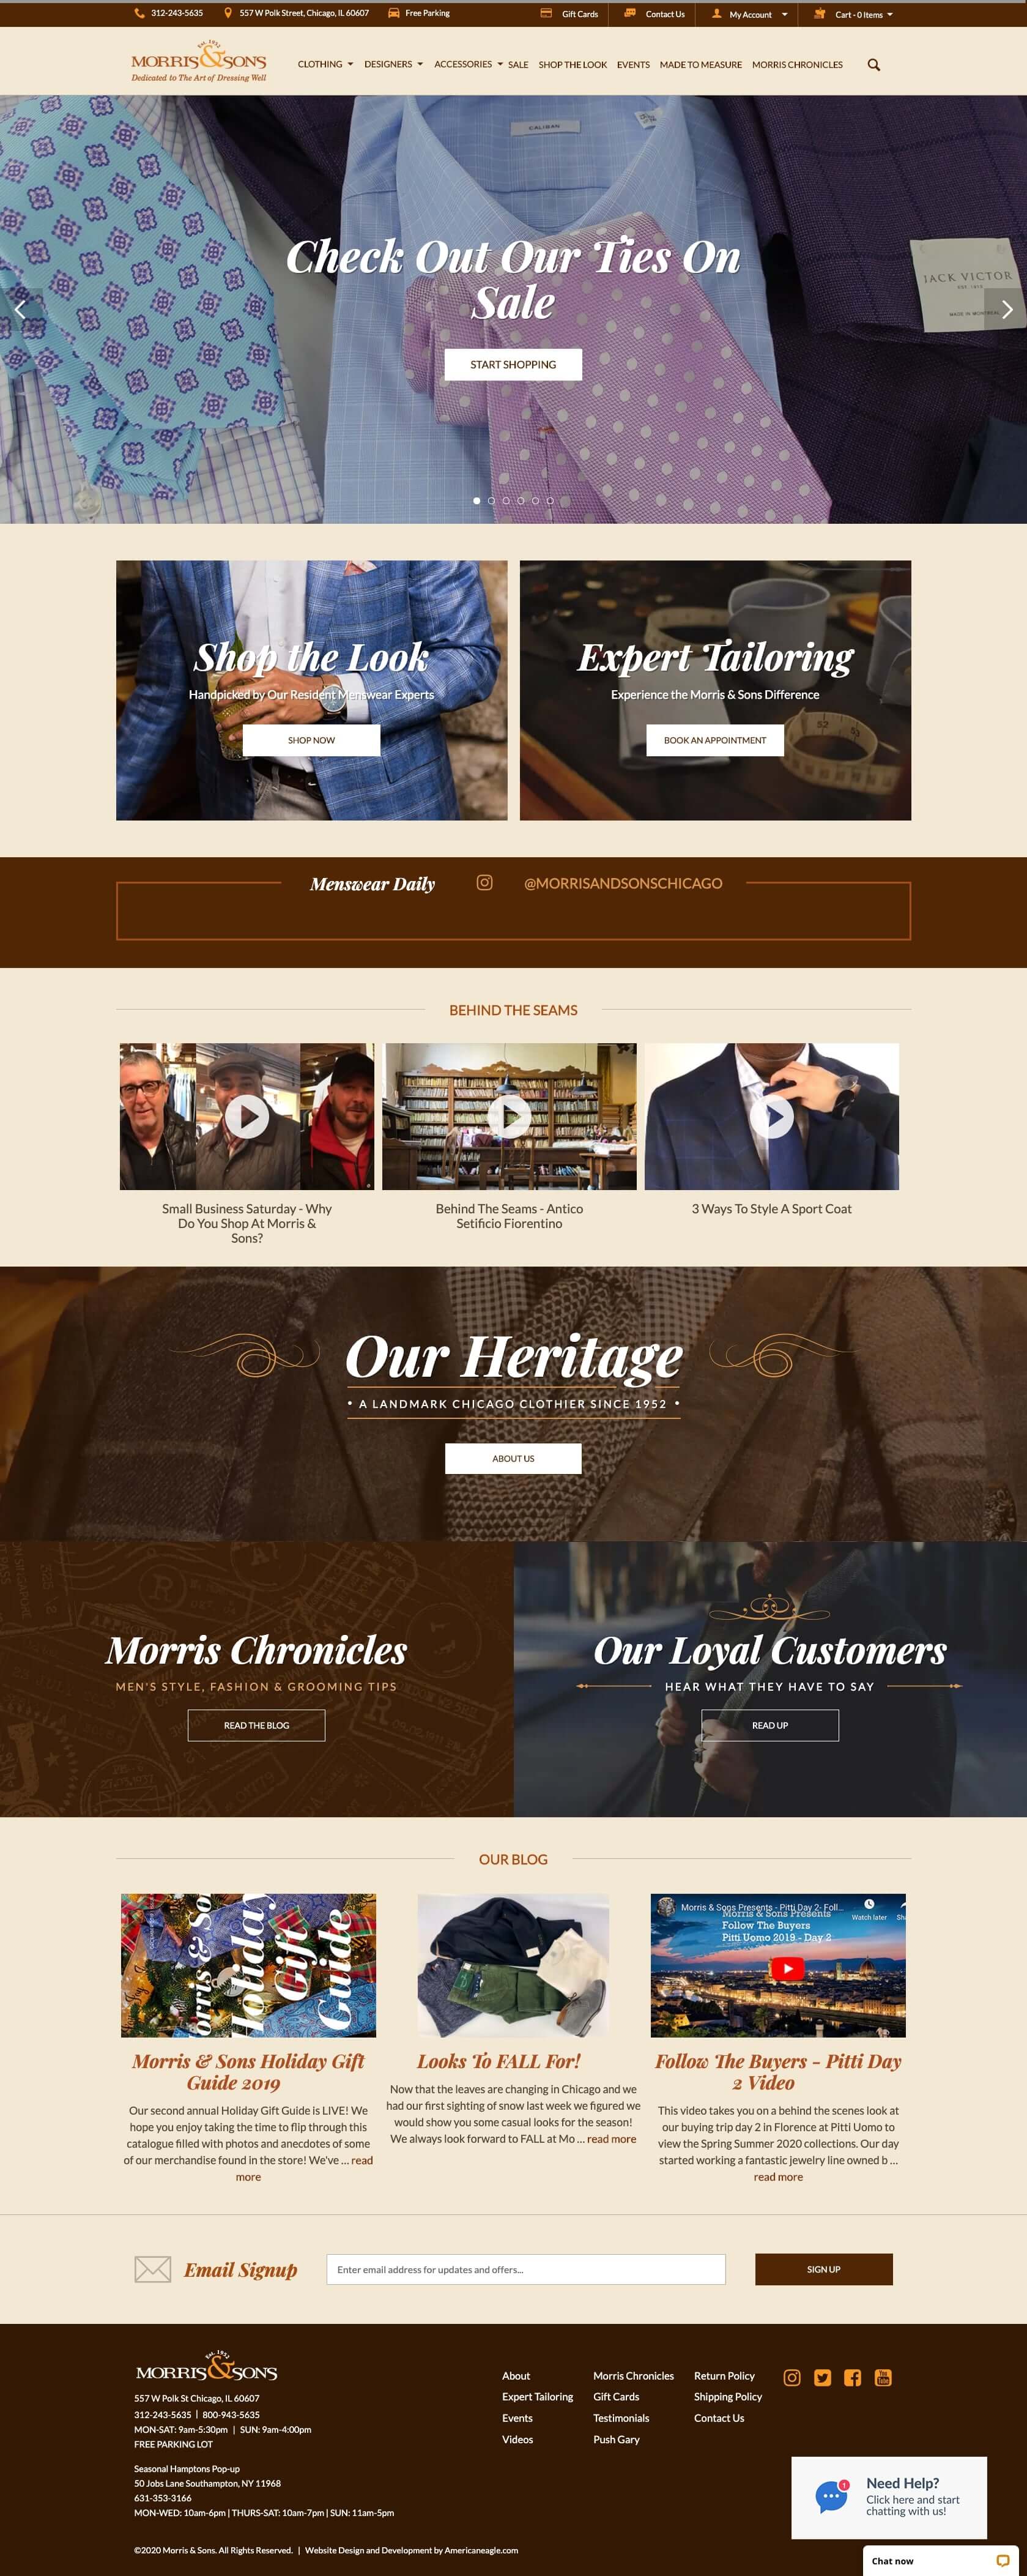 312-243-5635
557 W Polk Street, Chicago, IL 60607
Free Parking
Gift Cards
Contact Us
My Account
Cart - 0 Items
Est. 1952
MORRIS & SONS
Dedicated to The Art of Dressing Well
CLOTHING
DESIGNERS
ACCESSORIES
SALE
SHOP THE LOOK
EVENTS
MADE TO MEASURE
MORRIS CHRONICLES
CALIBAN
JACK VICTOR
MADE IN MONTREAL
Check Out Our Ties On
Sale
START SHOPPING
Shop the Look
Handpicked by Our Resident Menswear Experts
SHOP NOW
Expert Tailoring
Experience the Morris & Sons Difference
BOOK AN APPOINTMENT
Menswear Daily
@MORRISANDSONSCHICAGO
BEHIND THE SEAMS
Small Business Saturday - Why
Do You Shop At Morris &
Sons?
Behind The Seams - Antico
Setificio Fiorentino
3 Ways To Style A Sport Coat
Our Heritage
• A LANDMARK CHICAGO CLOTHIER SINCE 1952 •
ABOUT US
Morris Chronicles
MEN'S STYLE, FASHION & GROOMING TIPS
READ THE BLOG
Our Loyal Customers
HEAR WHAT THEY HAVE TO SAY
READ UP
OUR BLOG
orris & So
Holiday
Gift
Guide
Morris & Sons Holiday Gift
Guide 2019
Our second annual Holiday Gift Guide is LIVE! We
hope you enjoy taking the time to flip through this
catalogue filled with photos and anecdotes of some
of our merchandise found in the store! We've ... read
more
Looks To FALL For!
Now that the leaves are changing in Chicago and we
had our first sighting of snow last week we figured we
would show you some casual looks for the season!
We always look forward to FALL at Mo ... read more
Morris & Sons Presents - Pitti Day 2- Foll...
Watch later
Sh
Morris & Sons Presents
Follow The Buyers
Pitti Uomo 2019 - Day 2
Follow The Buyers - Pitti Day
2 Video
This video takes you on a behind the scenes look at
our buying trip day 2 in Florence at Pitti Uomo to
view the Spring Summer 2020 collections. Our day
started working a fantastic jewelry line owned b ...
read more
Email Signup
Enter email address for updates and offers...
SIGN UP
Est. 1952
MORRIS & SONS
557 W Polk St Chicago, IL 60607
312-243-5635 | 800-943-5635
MON-SAT: 9am-5:30pm | SUN: 9am-4:00pm
FREE PARKING LOT
Seasonal Hamptons Pop-up
50 Jobs Lane Southampton, NY 11968
631-353-3166
MON-WED: 10am-6pm | THURS-SAT: 10am-7pm | SUN: 11am-5pm
©2020 Morris & Sons. All Rights Reserved. | Website Design and Development by Americaneagle.com
About
Expert Tailoring
Events
Videos
Morris Chronicles
Gift Cards
Testimonials
Push Gary
Return Policy
Shipping Policy
Contact Us
You
Tube
1
Need Help?
Click here and start
chatting with us!
Chat now